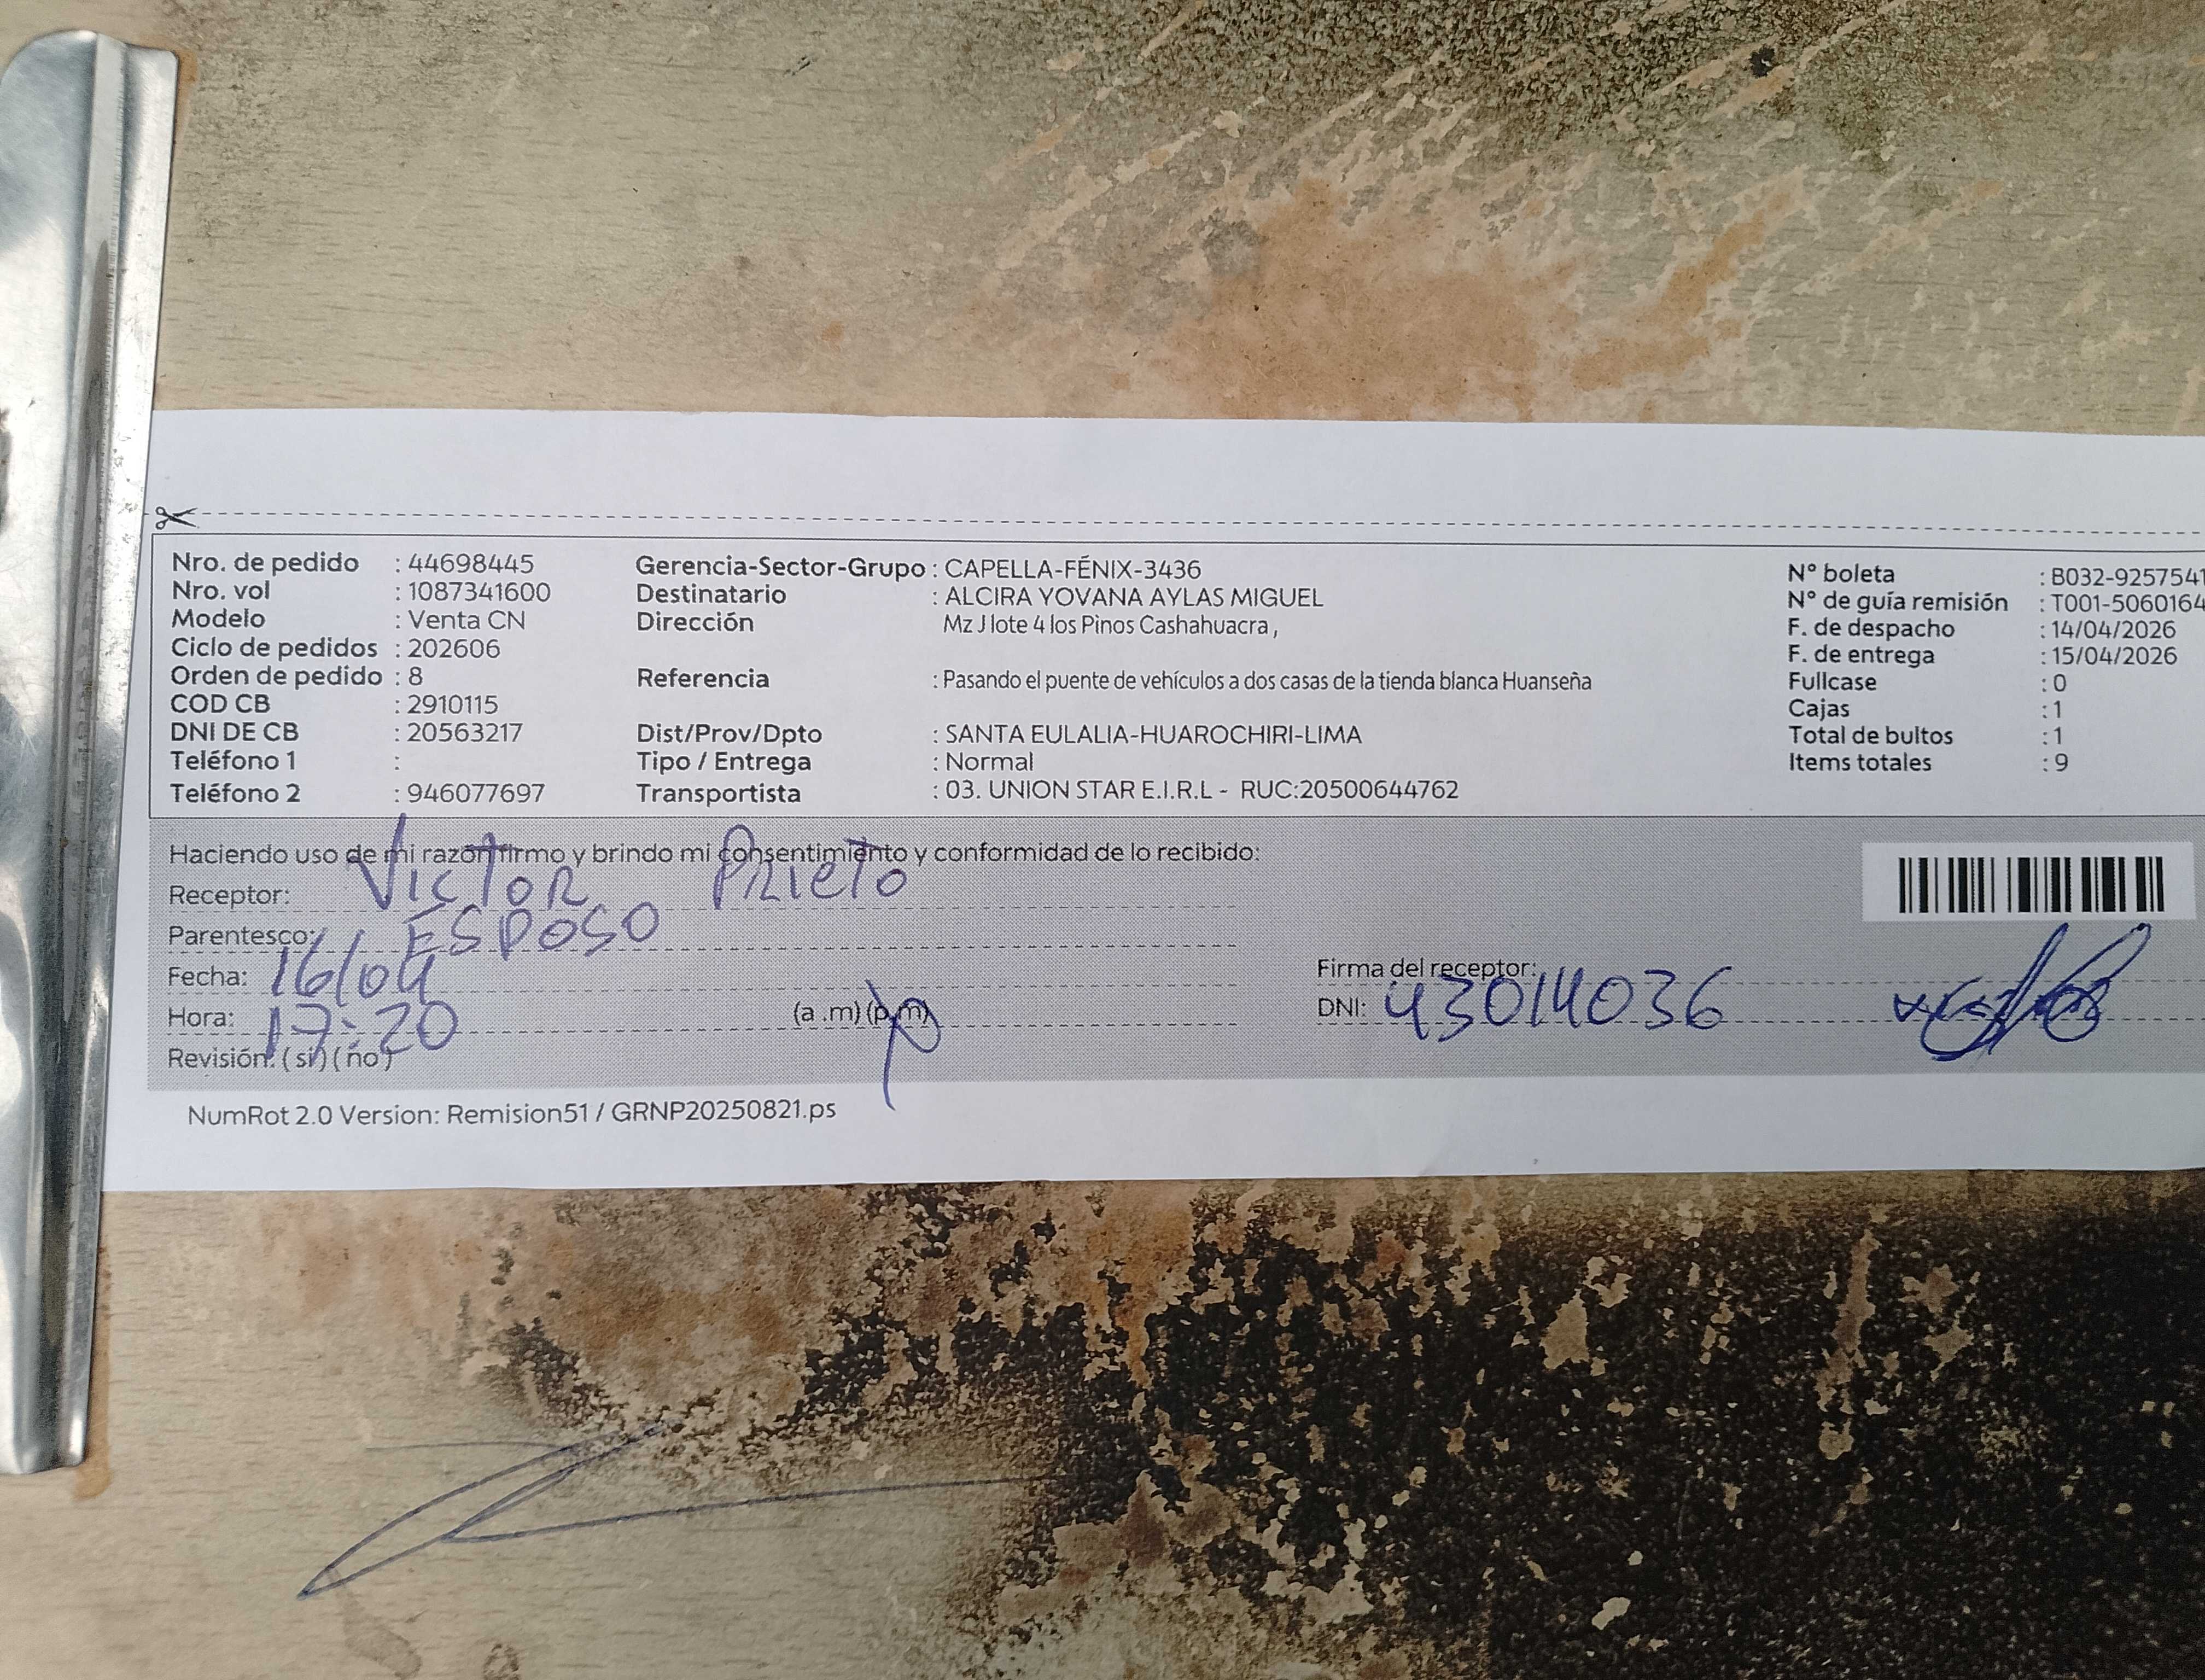 Nro. de pedido : 44698445 Gerencia-Sector-Grupo : CAPELLA-FÉNIX-3436 N° boleta : B032-9257541
Nro. vol : 1087341600 Destinatario : ALCIRA YOVANA AYLAS MIGUEL N° de guía remisión : T001-5060164
Modelo : Venta CN Dirección Mz J lote 4 los Pinos Cashahuacra , F. de despacho : 14/04/2026
Ciclo de pedidos : 202606 F. de entrega : 15/04/2026
Orden de pedido : 8 Referencia : Pasando el puente de vehículos a dos casas de la tienda blanca Huanseña Fullcase : 0
COD CB : 2910115 Cajas : 1
DNI DE CB : 20563217 Dist/Prov/Dpto : SANTA EULALIA-HUAROCHIRI-LIMA Total de bultos : 1
Teléfono 1 : Tipo / Entrega : Normal Items totales : 9
Teléfono 2 : 946077697 Transportista : 03. UNION STAR E.I.R.L - RUC:20500644762
Haciendo uso de mi razón firmo y brindo mi consentimiento y conformidad de lo recibido:
Receptor: VICTOR PRIETO
Parentesco: ESPOSO
Fecha: 16/04 Firma del receptor:
Hora: 17:20 (a .m) (p.m) DNI: 43014036
Revisión: ( si) ( no)
NumRot 2.0 Version: Remision51 / GRNP20250821.ps